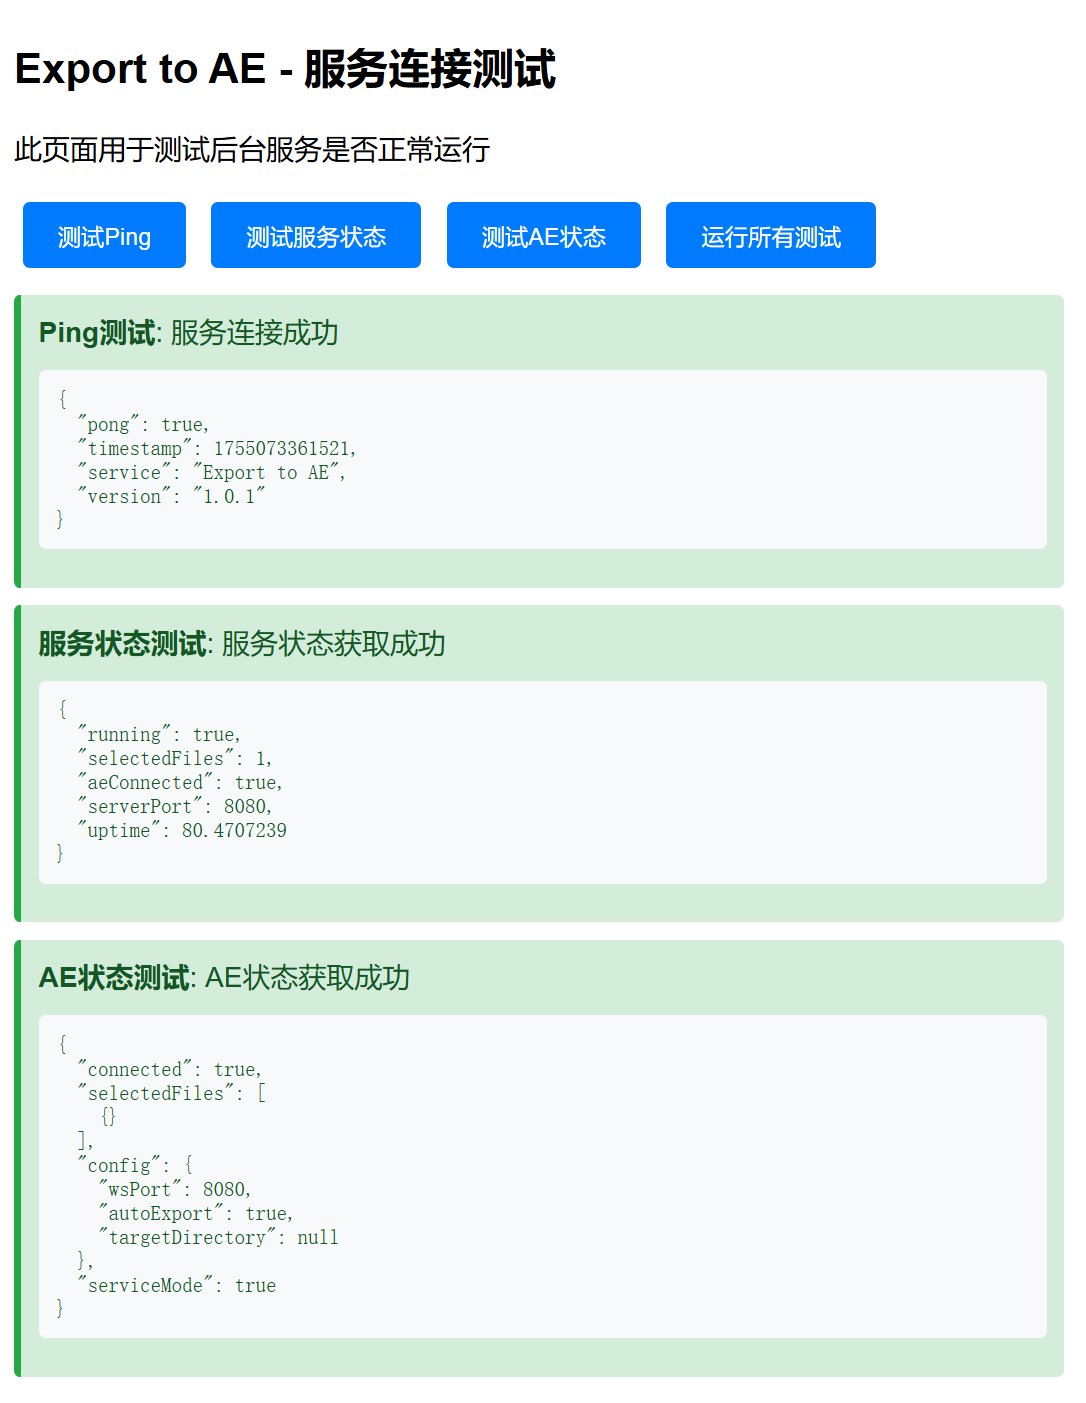 Export to AE - 服务连接测试
此页面用于测试后台服务是否正常运行
测试Ping 测试服务状态 测试AE状态 运行所有测试
Ping测试: 服务连接成功
{
  "pong": true,
  "timestamp": 1755073361521,
  "service": "Export to AE",
  "version": "1.0.1"
}
服务状态测试: 服务状态获取成功
{
  "running": true,
  "selectedFiles": 1,
  "aeConnected": true,
  "serverPort": 8080,
  "uptime": 80.4707239
}
AE状态测试: AE状态获取成功
{
  "connected": true,
  "selectedFiles": [
    {}
  ],
  "config": {
    "wsPort": 8080,
    "autoExport": true,
    "targetDirectory": null
  },
  "serviceMode": true
}